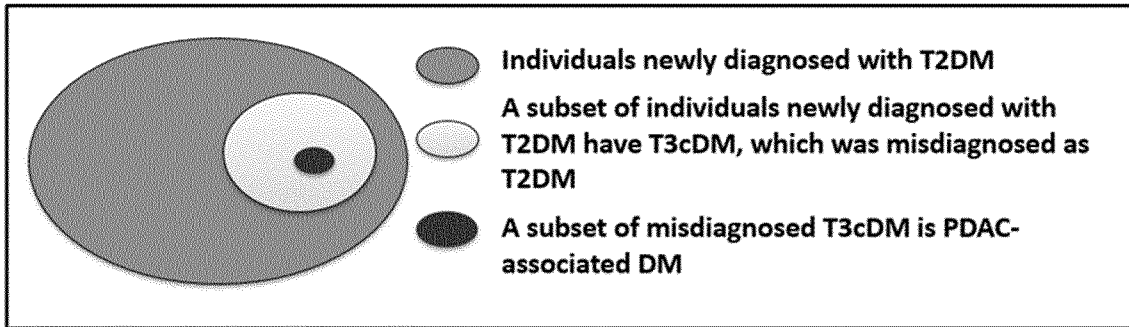 Individuals newly diagnosed with T2DM
A subset of individuals newly diagnosed with
T2DM have T3cDM, which was misdiagnosed as
T2DM
A subset of misdiagnosed T3cDM is PDAC-
associated DM